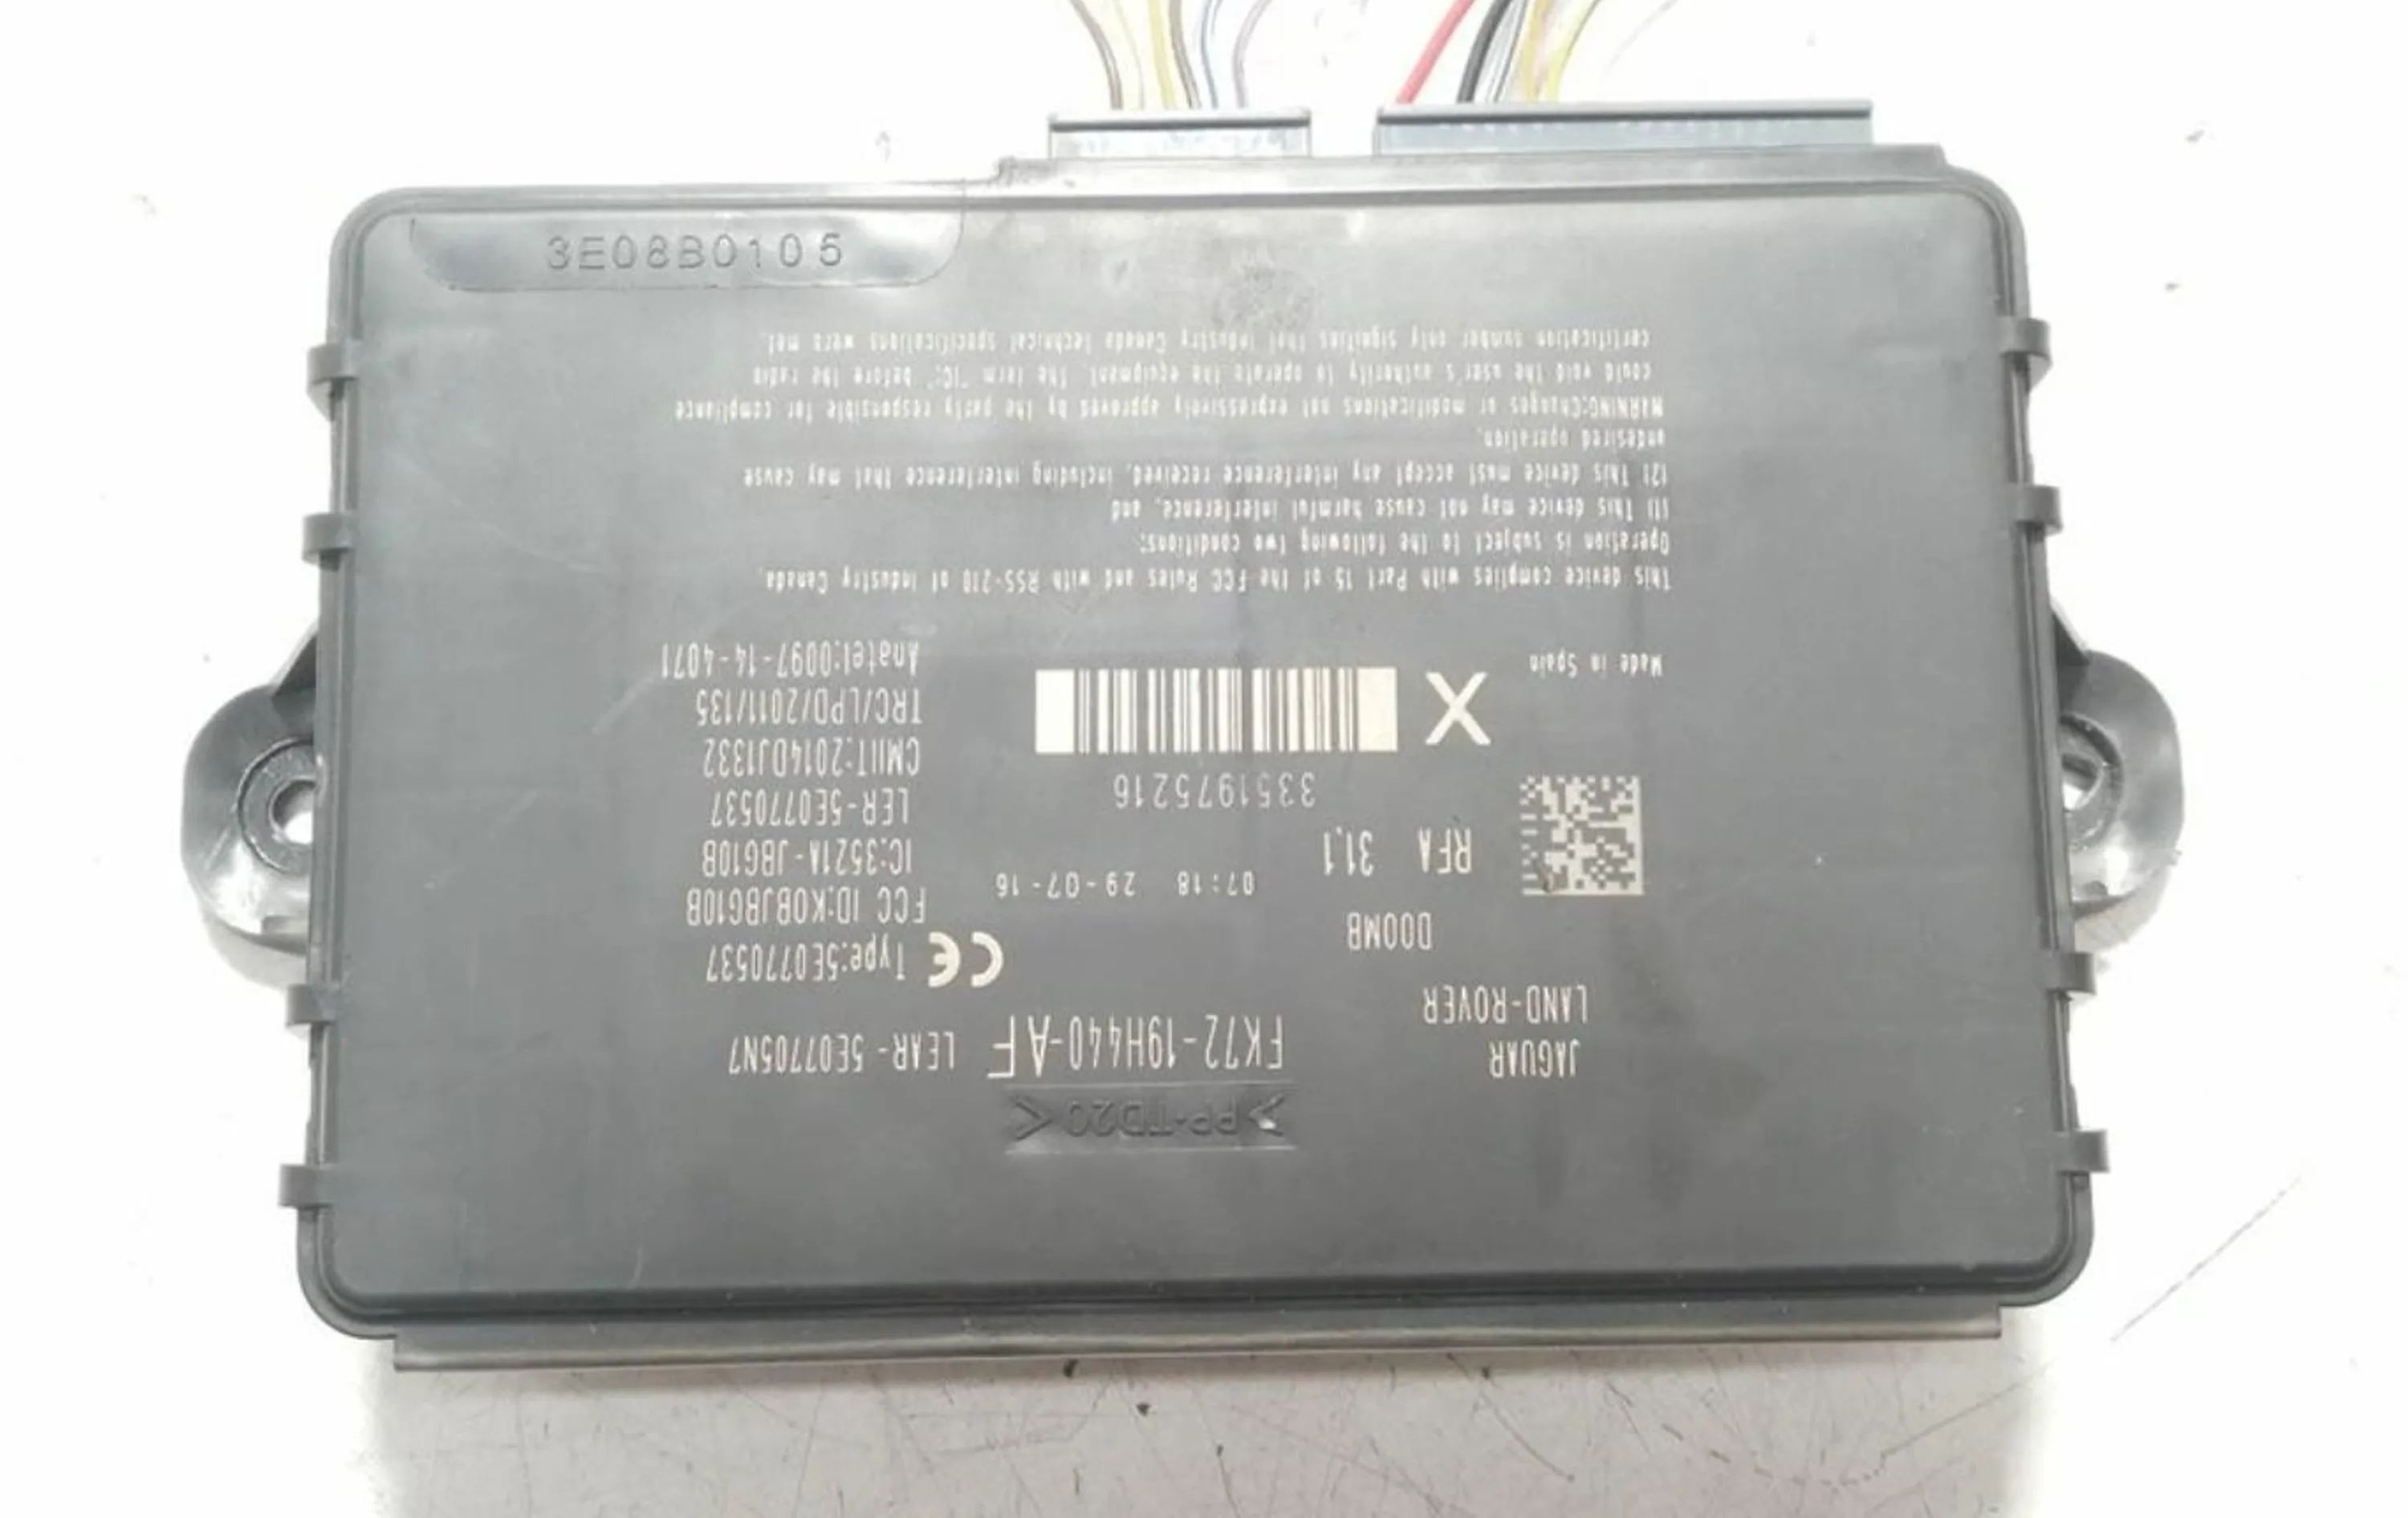 3E08B0105
>PP-TD20<
JAGUAR
LAND-ROVER
FK72-19H440-AF
LEAR- 5E07705N7
D00MB
CE
Type:5E0770537
FCC ID:KOBJBG10B
IC:3521A-JBG10B
LER-5E0770537
CMIIT:2014DJ1332
TRC/LPD/2011/135
Anatel:0097-14-4071
07:18 29-07-16
RFA 31.1
3351975216
X
Made in Spain
This device complies with Part 15 of the FCC Rules and with RSS-210 of Industry Canada.
Operation is subject to the following two conditions:
(1) This device may not cause harmful interference, and
(2) This device must accept any interference received, including interference that may cause
undesired operation.
WARNING:Changes or modifications not expressively approved by the party responsible for compliance
could void the user's authority to operate the equipment. The term "IC:" before the radio
certification number only signifies that Industry Canada technical specifications were met.